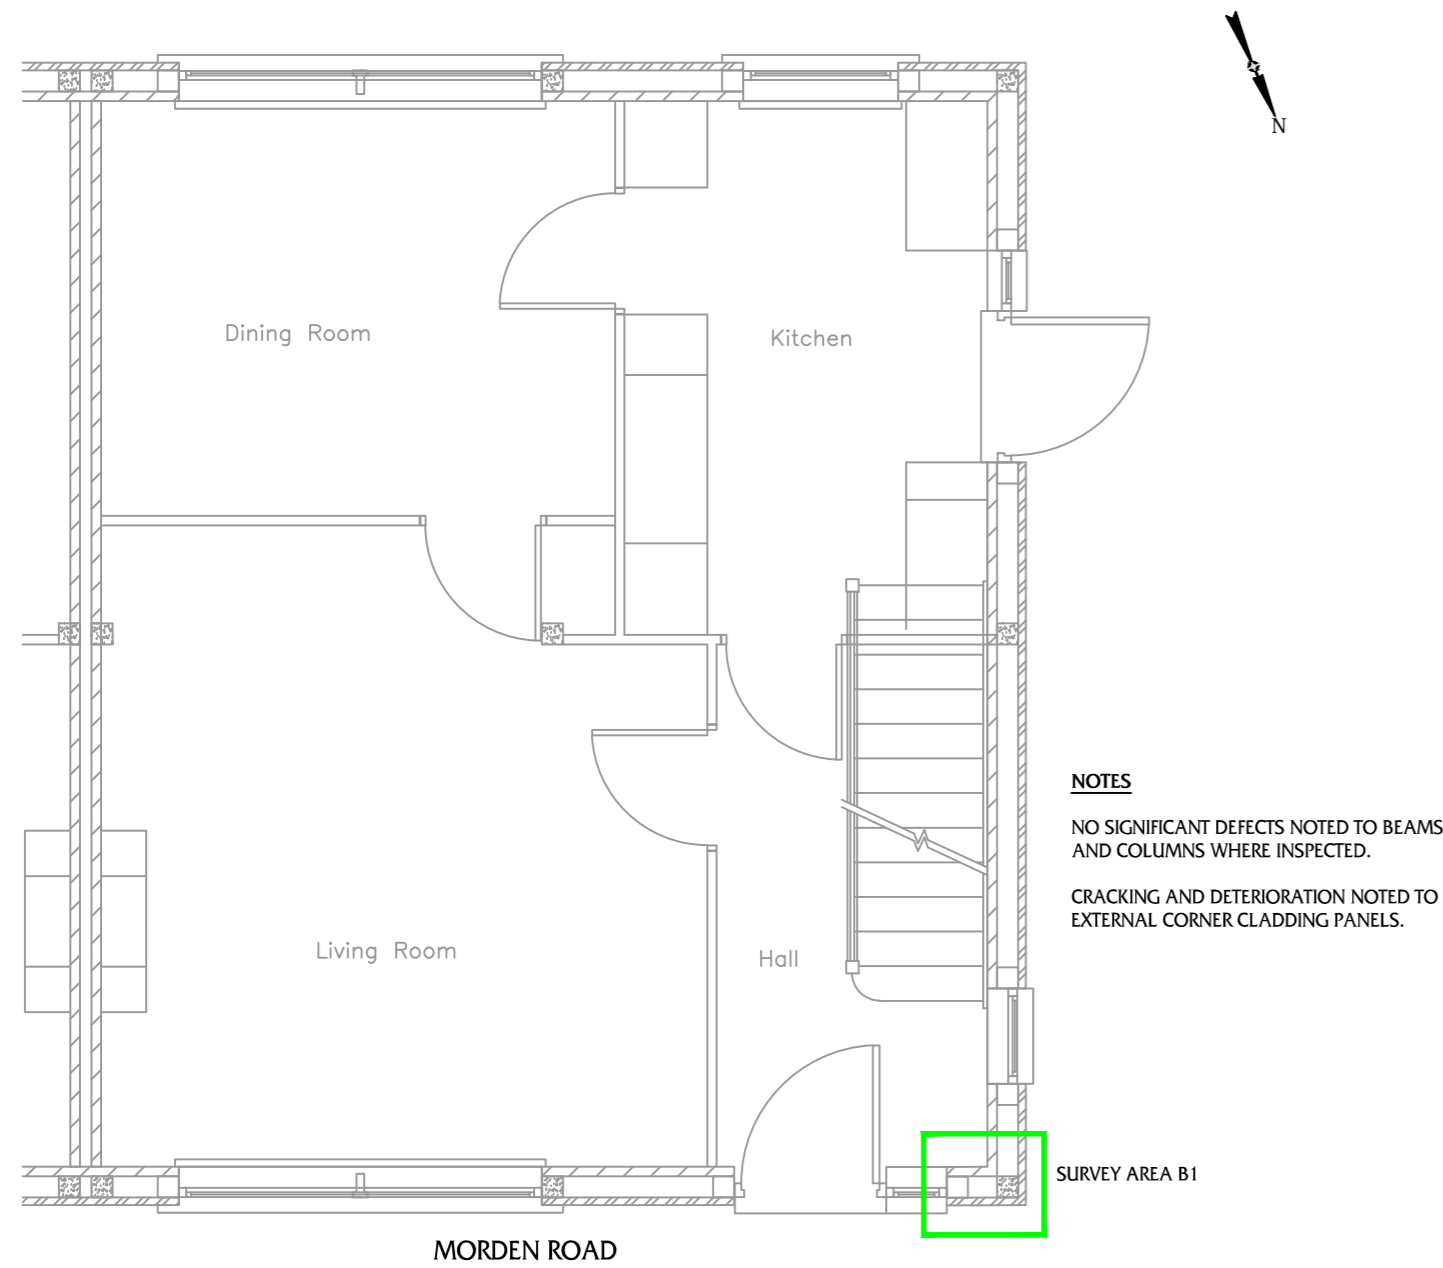 N
Dining Room
Kitchen
NOTES
NO SIGNIFICANT DEFECTS NOTED TO BEAMS
AND COLUMNS WHERE INSPECTED.
CRACKING AND DETERIORATION NOTED TO
EXTERNAL CORNER CLADDING PANELS.
Living Room
Hall
SURVEY AREA B1
MORDEN ROAD